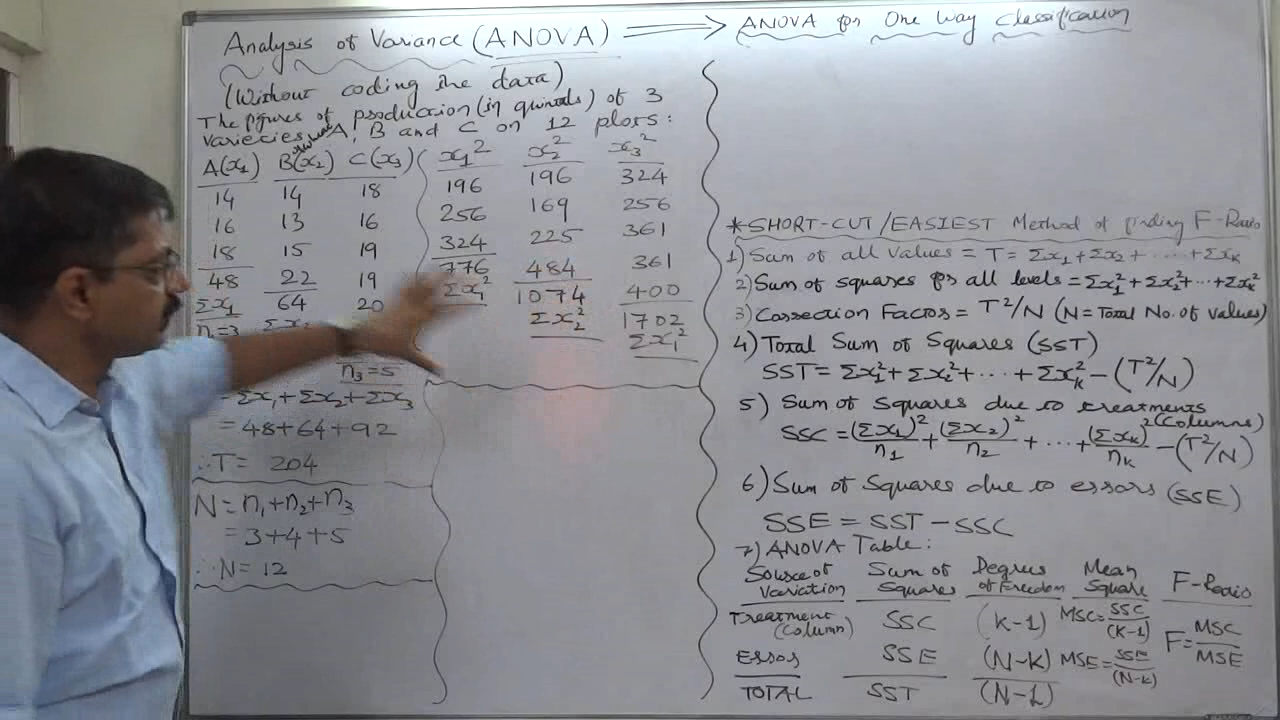 Analysis of Variance (ANOVA) ⟹ ANOVA for One Way Classification
(Without coding the data)
The figures of production (in quintals) of 3
varieties A, B and C on 12 plots:
A(x₁) B(x₂) C(x₃)
14 14 18
16 13 16
18 15 19
48 22 19
Σx₁ 64 20
n₁=3
n₃=5
= Σx₁+Σx₂+Σx₃
= 48+64+92
∴T = 204
N = n₁+n₂+n₃
= 3+4+5
∴N = 12
x₁² x₂² x₃²
196 196 324
256 169 256
324 225 361
776 484 361
Σx₁² 1074 400
Σx₂² 1702
Σx₁²
*SHORT-CUT/EASIEST Method of finding F-Ratio
1) Sum of all values = T = Σx₁+Σx₂+ ..... +Σxₖ
2) Sum of squares for all levels = Σx₁²+Σx₂²+...+Σxₖ²
3) Correction Factor = T²/N (N=Total No. of values)
4) Total Sum of Squares (SST)
SST = Σx₁²+Σx₂²+ ..... +Σxₖ² - (T²/N)
5) Sum of Squares due to treatments
(Columns)
SSC = (Σx₁)²/n₁ + (Σx₂)²/n₂ + ... + (Σxₖ)²/nₖ - (T²/N)
6) Sum of Squares due to errors (SSE)
SSE = SST - SSC
7) ANOVA Table:
Source of Variation Sum of Squares Degrees of Freedom Mean Square F-Ratio
Treatment (Column) SSC (K-1) MSC = SSC/(K-1) F = MSC/MSE
Error SSE (N-K) MSE = SSE/(N-K)
TOTAL SST (N-1)